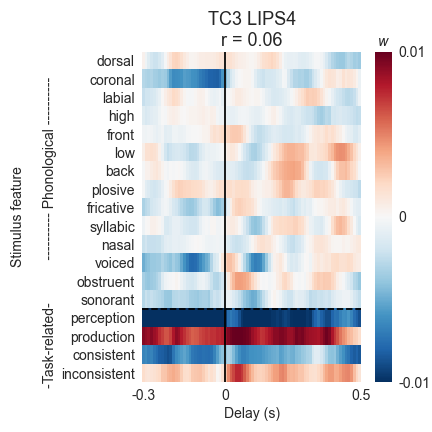 TC3 LIPS4
r = 0.06
w
dorsal
coronal
labial
high
front
low
back
plosive
fricative
syllabic
nasal
voiced
obstruent
sonorant
perception
production
consistent
inconsistent
Stimulus feature
-Task-related- ----------- Phonological ----------
0.01
0
-0.01
-0.3 0 0.5
Delay (s)